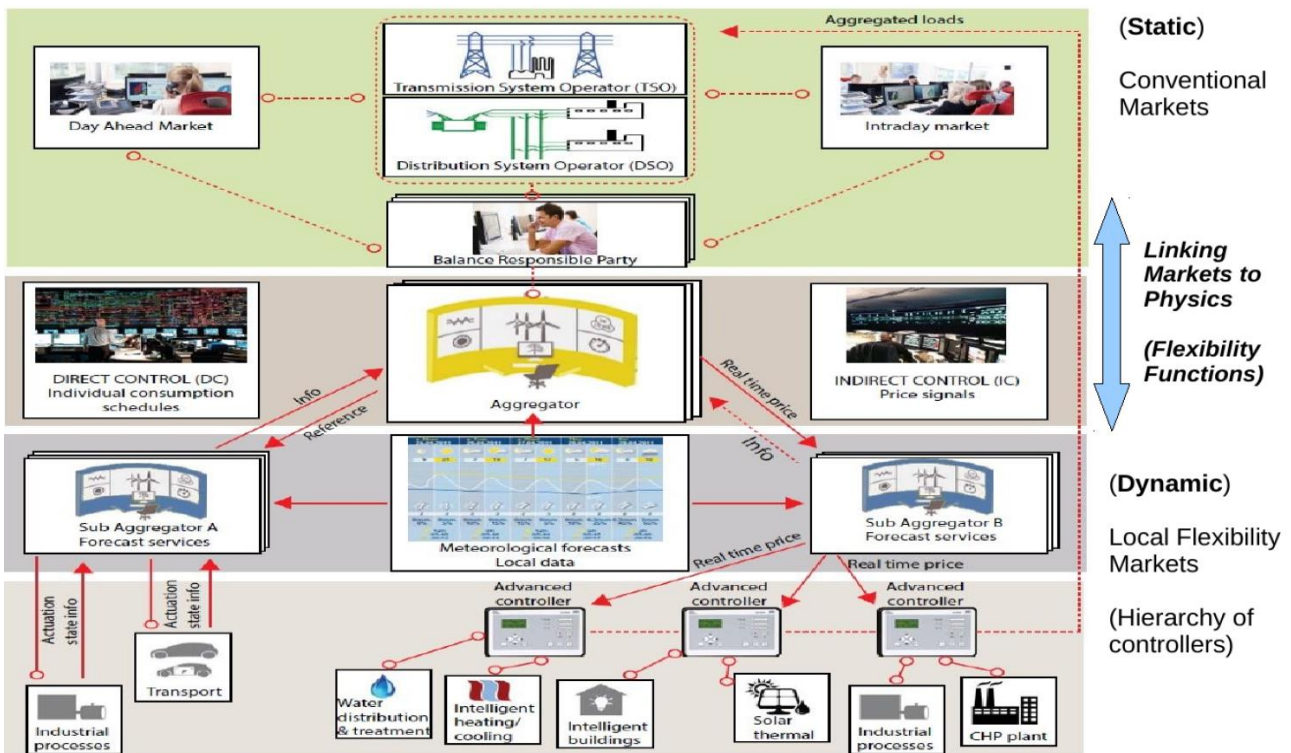 Aggregated loads
Transmission System Operator (TSO)
Day Ahead Market
Intraday market
Distribution System Operator (DSO)
Balance Responsible Party
(Static)
Conventional
Markets
Linking
Markets to
Physics
(Flexibility
Functions)
DIRECT CONTROL (DC)
Individual consumption
schedules
Info
Reference
Aggregator
Real time price
Info
INDIRECT CONTROL (IC)
Price signals
Sub Aggregator A
Forecast services
Meteorological forecasts
Local data
Sub Aggregator B
Forecast services
(Dynamic)
Local Flexibility
Markets
(Hierarchy of
controllers)
Real time price
Real time price
Actuation
state info
Actuation
state info
Advanced
controller
Advanced
controller
Advanced
controller
Transport
Industrial
processes
Water
distribution
& treatment
Intelligent
heating/
cooling
Intelligent
buildings
Solar
thermal
Industrial
processes
CHP plant